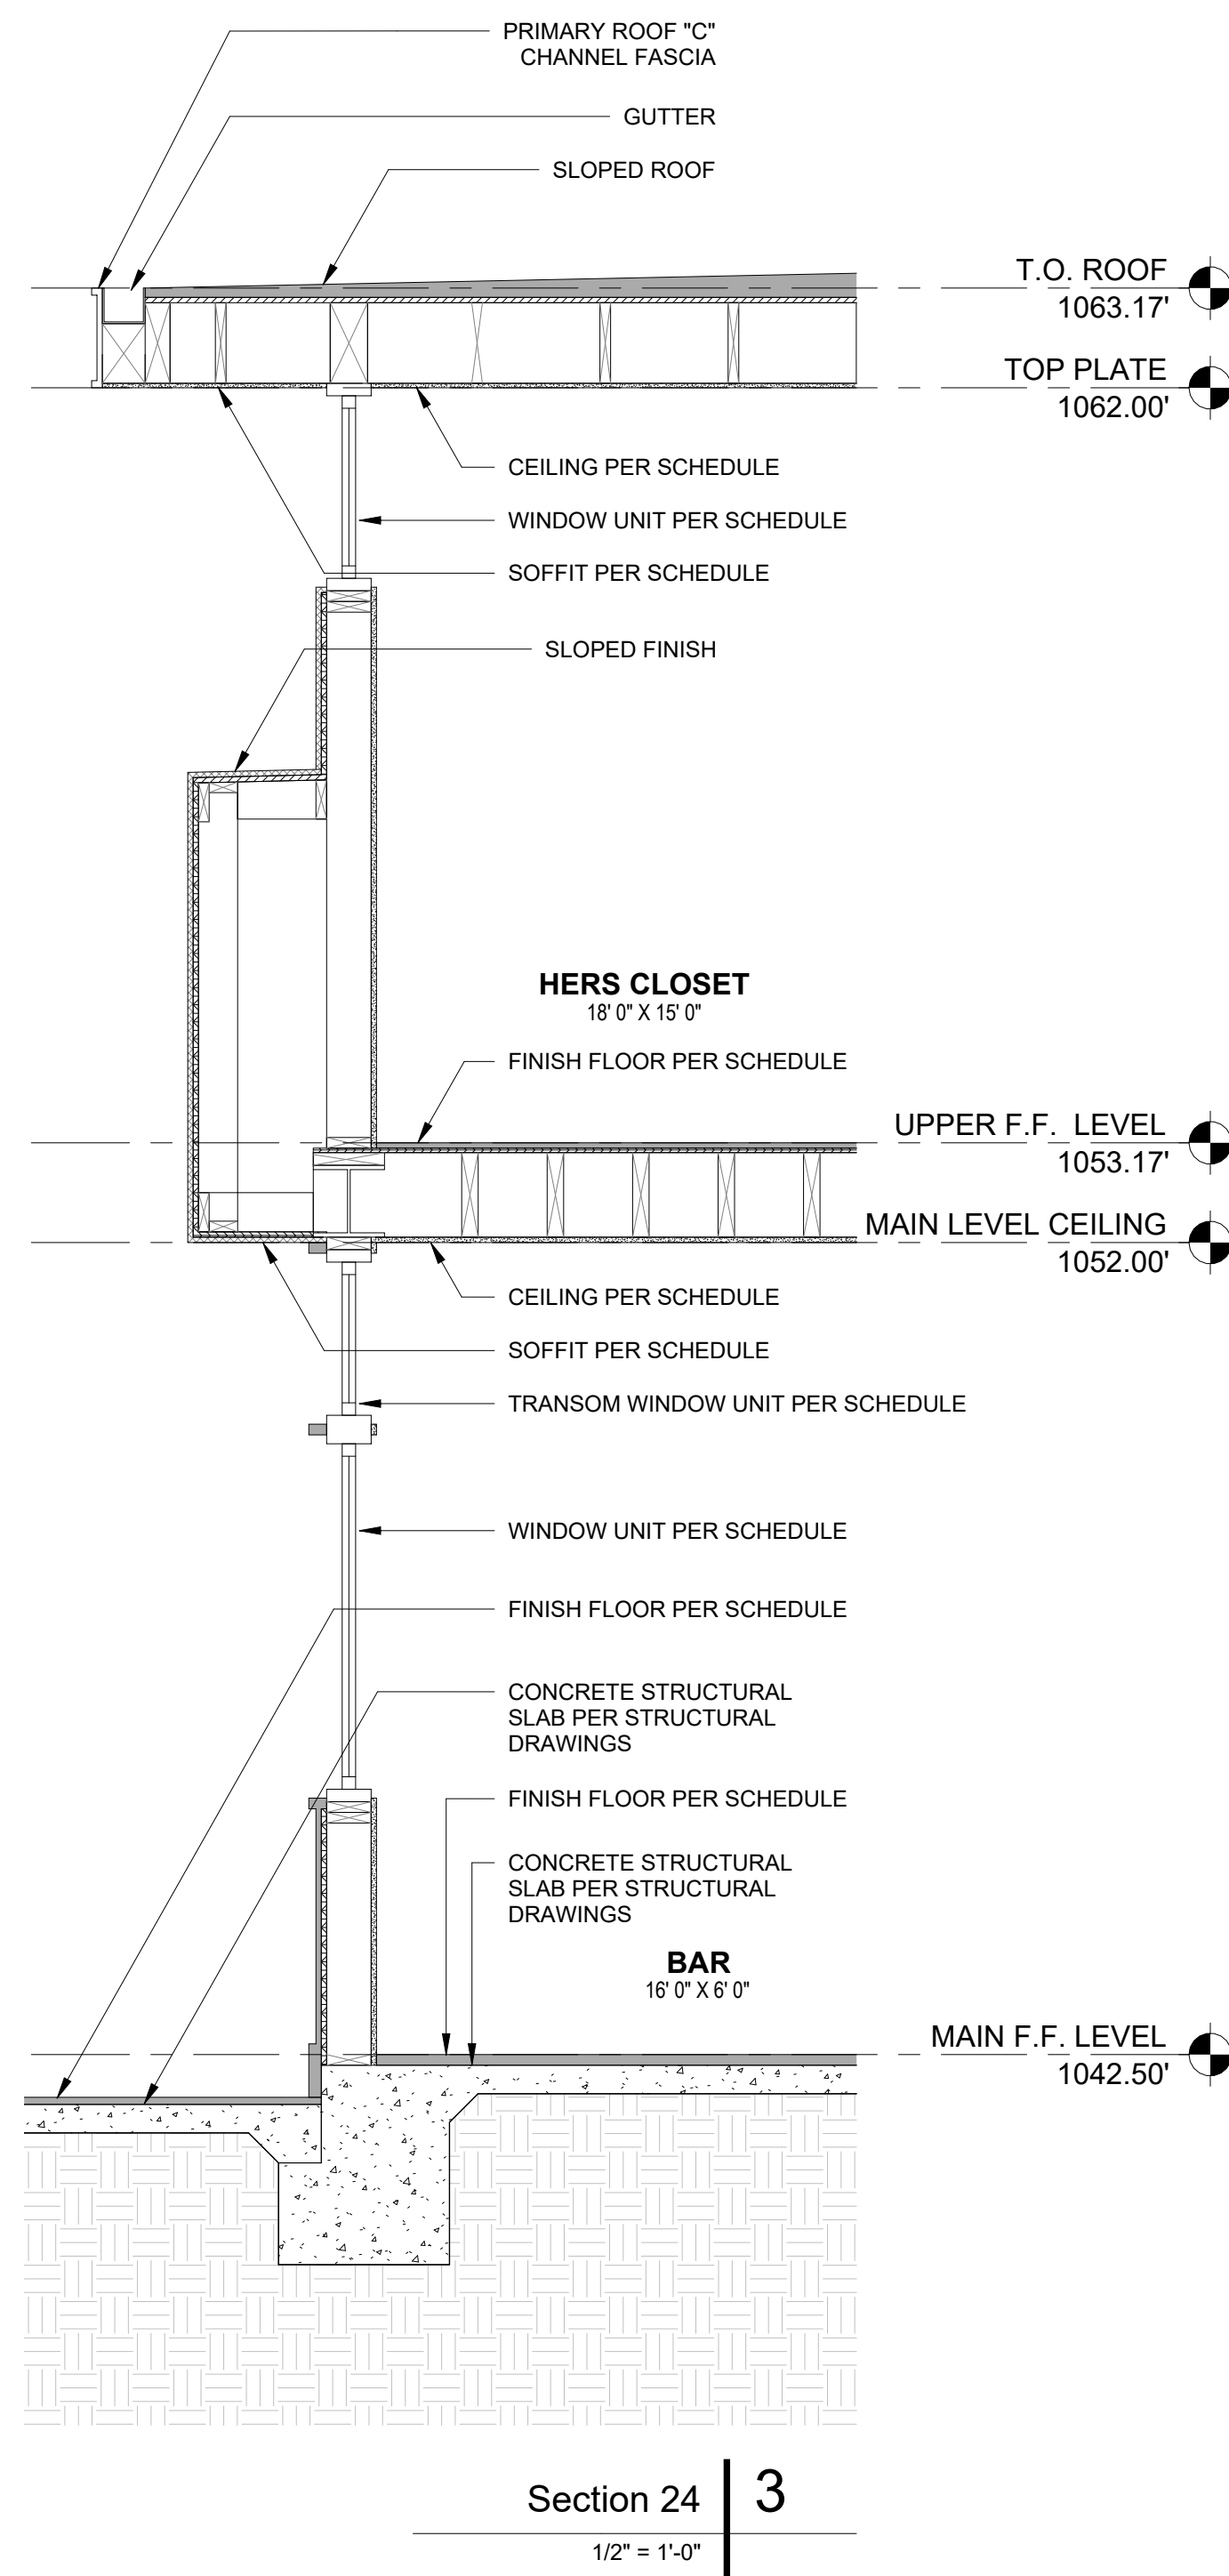 PRIMARY ROOF "C"
CHANNEL FASCIA
GUTTER
SLOPED ROOF
T.O. ROOF
1063.17'
TOP PLATE
1062.00'
CEILING PER SCHEDULE
WINDOW UNIT PER SCHEDULE
SOFFIT PER SCHEDULE
SLOPED FINISH
HERS CLOSET
18' 0" X 15' 0"
FINISH FLOOR PER SCHEDULE
UPPER F.F. LEVEL
1053.17'
MAIN LEVEL CEILING
1052.00'
CEILING PER SCHEDULE
SOFFIT PER SCHEDULE
TRANSOM WINDOW UNIT PER SCHEDULE
WINDOW UNIT PER SCHEDULE
FINISH FLOOR PER SCHEDULE
CONCRETE STRUCTURAL
SLAB PER STRUCTURAL
DRAWINGS
FINISH FLOOR PER SCHEDULE
CONCRETE STRUCTURAL
SLAB PER STRUCTURAL
DRAWINGS
BAR
16' 0" X 6' 0"
MAIN F.F. LEVEL
1042.50'
Section 24
3
1/2" = 1'-0"